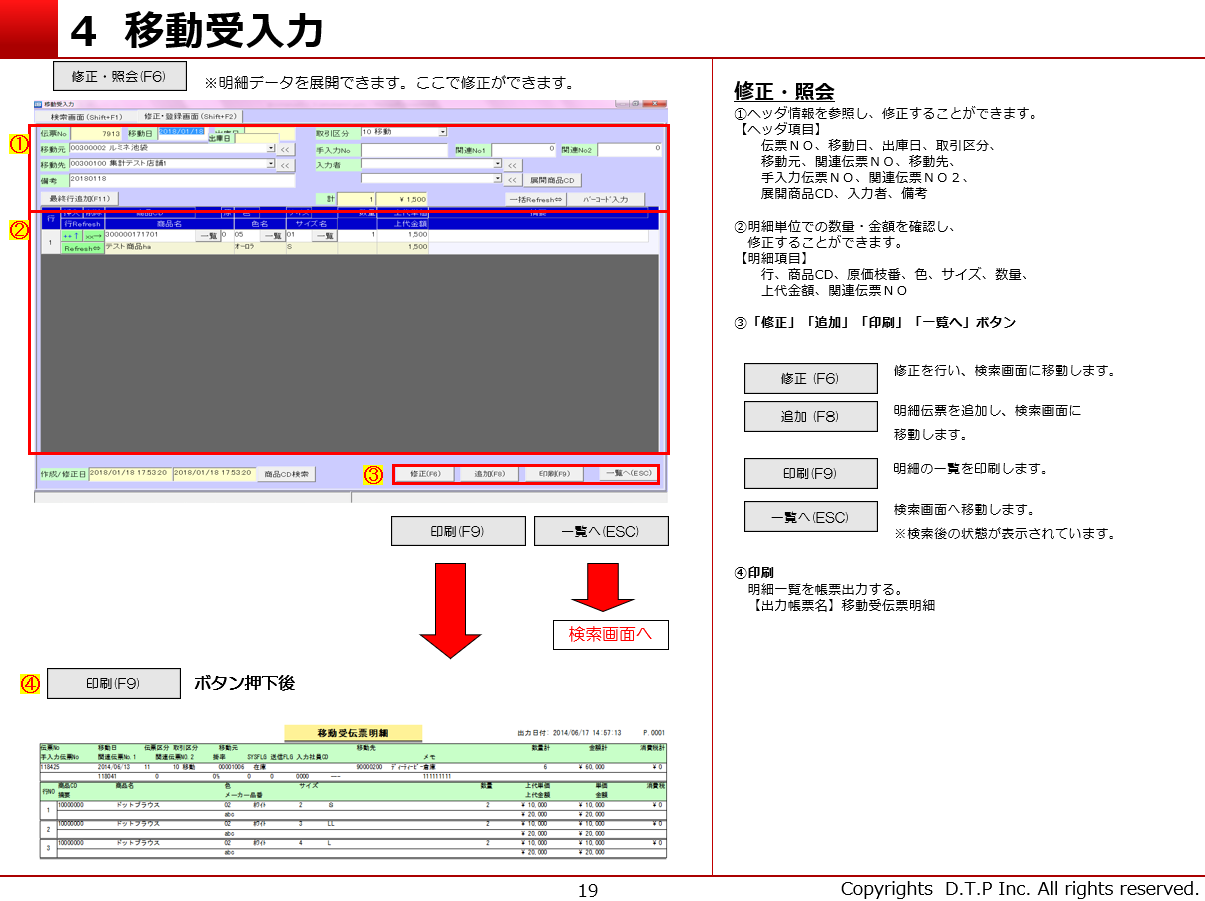 4 移動受入力
修正・照会(F6)
※明細データを展開できます。ここで修正ができます。
移動受入力
検索画面(Shift+F1) 修正・登録画面(Shift+F2)
①
伝票No 7913 移動日 2018/01/18 出庫日 取引区分 10 移動
移動元 00300002 ルミネ池袋 << 手入力No 関連No1 0 関連No2 0
移動先 00300100 集計テスト店舗1 << 入力者 <<
備考 20180118 << 展開商品CD
最終行追加(F11) 計 1 ¥ 1,500 一括Refresh⇔ バーコード入力
②
行 挿入 削除 商品CD 原 色 サイズ 数量 上代単価 摘要
行Refresh 商品名 色名 サイズ名 上代金額
1 ++↑ ××→ 300000171701 一覧 0 05 一覧 01 一覧 1 1,500
Refresh⇔ テスト商品ha オーロラ S 1,500
作成/修正日 2018/01/18 17:53:20 2018/01/18 17:53:20 商品CD検索 ③ 修正(F6) 追加(F8) 印刷(F9) 一覧へ(ESC)
印刷(F9) 一覧へ(ESC)
検索画面へ
④ 印刷(F9) ボタン押下後
移動受伝票明細 出力日付: 2014/06/17 14:57:13 P.0001
伝票No 移動日 伝票区分 取引区分 移動元 移動先 数量計 金額計 消費税計
手入力伝票No 関連伝票No.1 関連伝票NO.2 掛率 SYSFLG 送信FLG 入力社員CD メモ
118425 2014/06/13 11 10 移動 00001006 在庫 90000200 ディーティーピー倉庫 6 ¥ 60,000 ¥ 0
118041 0 0% 0 0 0000 ---- 111111111
行NO 商品CD 商品名 色 サイズ 数量 上代単価 単価 消費税
摘要 メーカー品番 上代金額 金額
1 10000000 ドットブラウス 02 ホワイト 2 S 2 ¥ 10,000 ¥ 10,000 ¥ 0
abc ¥ 20,000 ¥ 20,000
2 10000000 ドットブラウス 02 ホワイト 3 LL 2 ¥ 10,000 ¥ 10,000 ¥ 0
abc ¥ 20,000 ¥ 20,000
3 10000000 ドットブラウス 02 ホワイト 4 L 2 ¥ 10,000 ¥ 10,000 ¥ 0
abc ¥ 20,000 ¥ 20,000
修正・照会
①ヘッダ情報を参照し、修正することができます。
【ヘッダ項目】
伝票NO、移動日、出庫日、取引区分、
移動元、関連伝票NO、移動先、
手入力伝票NO、関連伝票NO2、
展開商品CD、入力者、備考
②明細単位での数量・金額を確認し、
修正することができます。
【明細項目】
行、商品CD、原価枝番、色、サイズ、数量、
上代金額、関連伝票NO
③「修正」「追加」「印刷」「一覧へ」ボタン
修正 (F6) 修正を行い、検索画面に移動します。
追加 (F8) 明細伝票を追加し、検索画面に
移動します。
印刷(F9) 明細の一覧を印刷します。
一覧へ(ESC) 検索画面へ移動します。
※検索後の状態が表示されています。
④印刷
明細一覧を帳票出力する。
【出力帳票名】移動受伝票明細
19
Copyrights D.T.P Inc. All rights reserved.